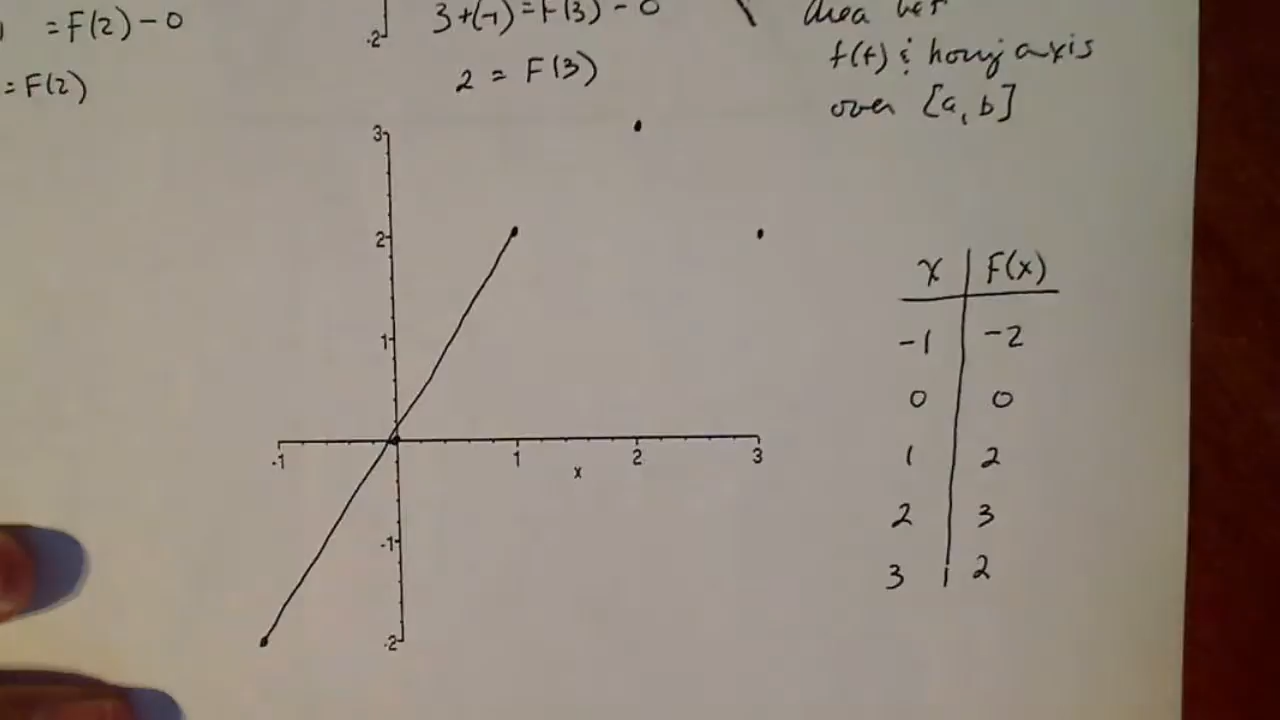 = F(2) - 0
= F(2)
3 + (-1) = F(3) - 0
2 = F(3)
-2
area bet
f(t) & horiz axis
over [a, b]
3
2
1
-1
-2
-1 1 2 3
x
x F(x)
-1 -2
0 0
1 2
2 3
3 2